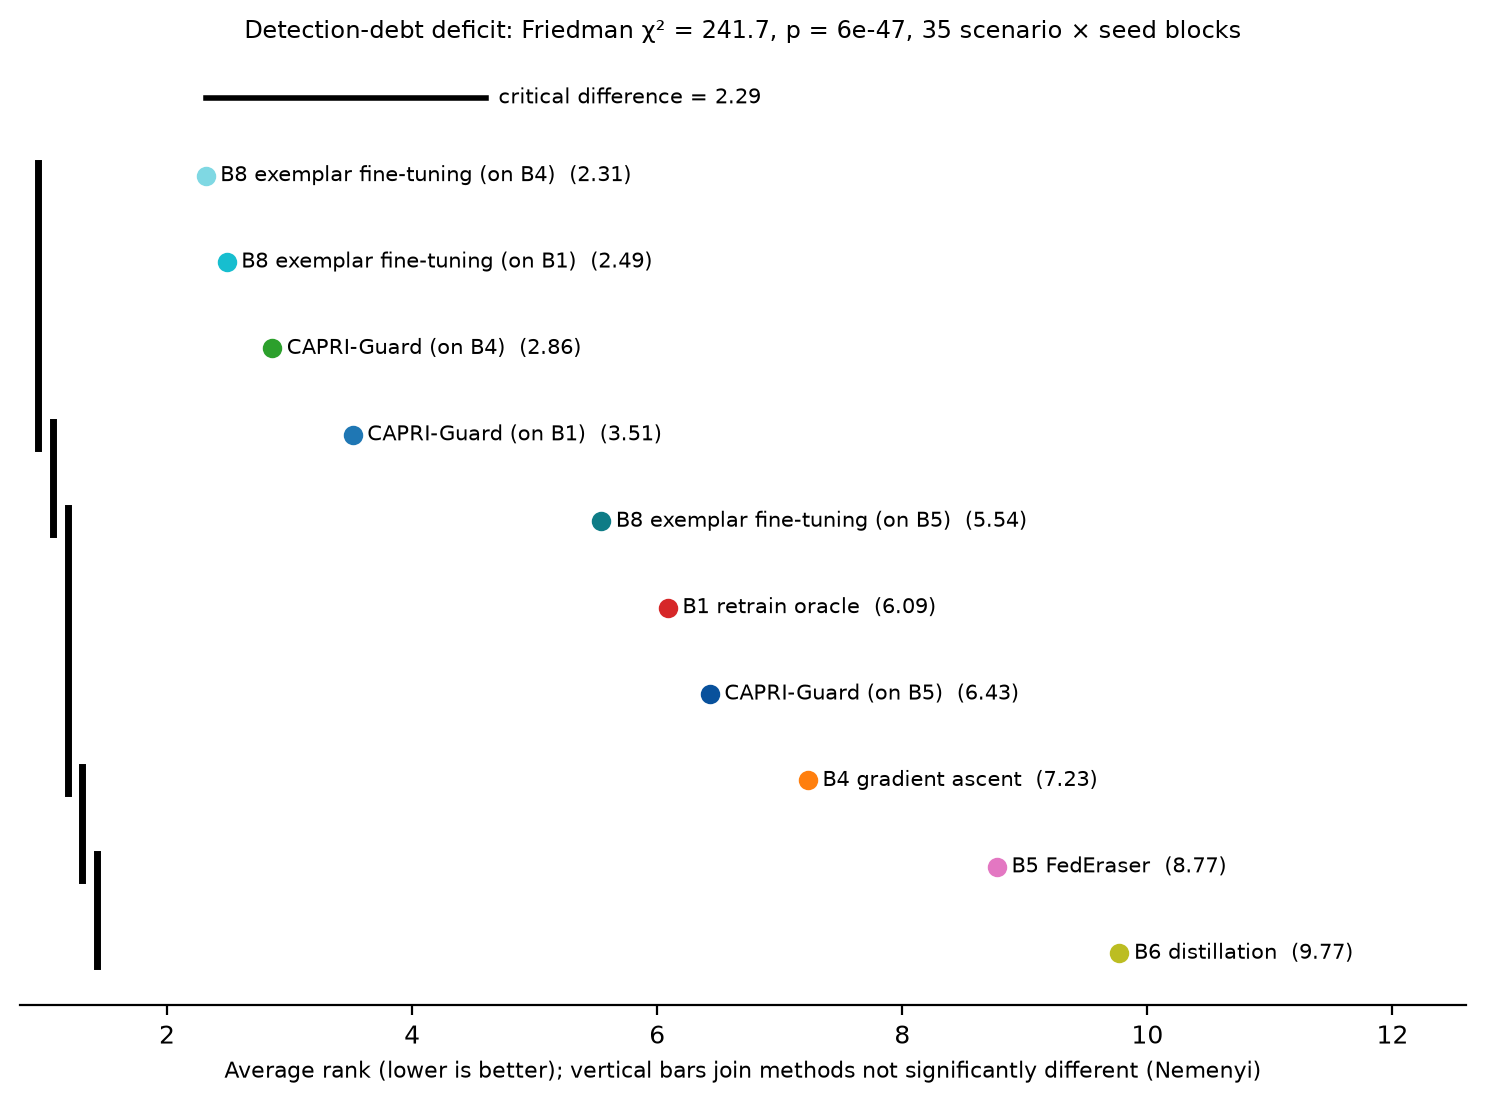 Detection-debt deficit: Friedman χ² = 241.7, p = 6e-47, 35 scenario × seed blocks
critical difference = 2.29
B8 exemplar fine-tuning (on B4) (2.31)
B8 exemplar fine-tuning (on B1) (2.49)
CAPRI-Guard (on B4) (2.86)
CAPRI-Guard (on B1) (3.51)
B8 exemplar fine-tuning (on B5) (5.54)
B1 retrain oracle (6.09)
CAPRI-Guard (on B5) (6.43)
B4 gradient ascent (7.23)
B5 FedEraser (8.77)
B6 distillation (9.77)
2 4 6 8 10 12
Average rank (lower is better); vertical bars join methods not significantly different (Nemenyi)